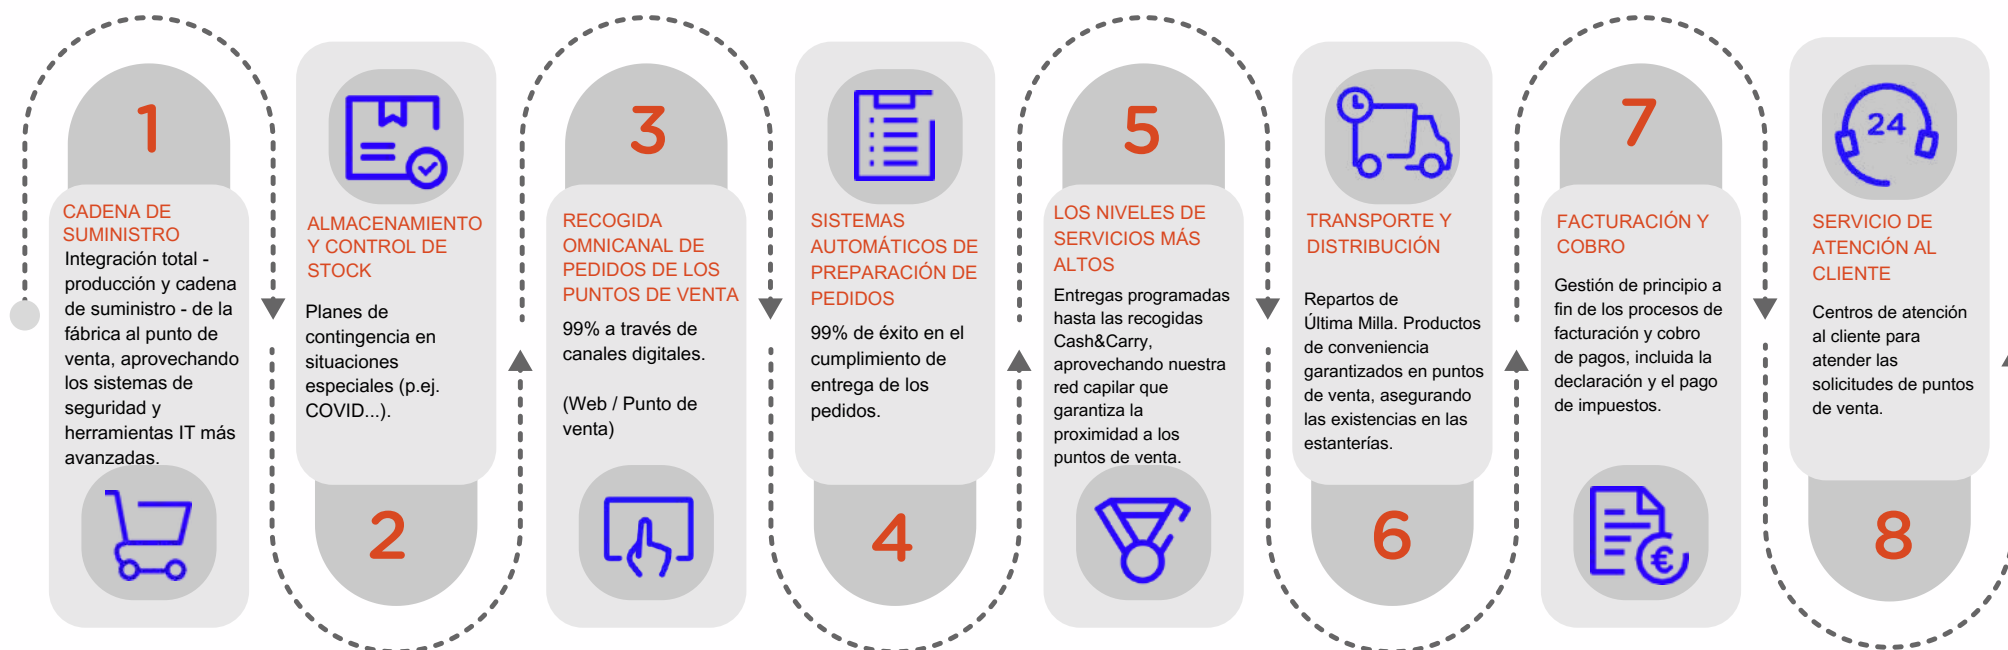 1
CADENA DE
SUMINISTRO
Integración total -
producción y cadena
de suministro - de la
fábrica al punto de
venta, aprovechando
los sistemas de
seguridad y
herramientas IT más
avanzadas.
ALMACENAMIENTO
Y CONTROL DE
STOCK
Planes de
contingencia en
situaciones
especiales (p.ej.
COVID...).
2
3
RECOGIDA
OMNICANAL DE
PEDIDOS DE LOS
PUNTOS DE VENTA
99% a través de
canales digitales.
(Web / Punto de
venta)
SISTEMAS
AUTOMÁTICOS DE
PREPARACIÓN DE
PEDIDOS
99% de éxito en el
cumplimiento de
entrega de los
pedidos.
4
5
LOS NIVELES DE
SERVICIOS MÁS
ALTOS
Entregas programadas
hasta las recogidas
Cash&Carry,
aprovechando nuestra
red capilar que
garantiza la
proximidad a los
puntos de venta.
TRANSPORTE Y
DISTRIBUCIÓN
Repartos de
Última Milla. Productos
de conveniencia
garantizados en puntos
de venta, asegurando
las existencias en las
estanterías.
6
7
FACTURACIÓN Y
COBRO
Gestión de principio a
fin de los procesos de
facturación y cobro
de pagos, incluida la
declaración y el pago
de impuestos.
€
24
SERVICIO DE
ATENCIÓN AL
CLIENTE
Centros de atención
al cliente para
atender las
solicitudes de puntos
de venta.
8